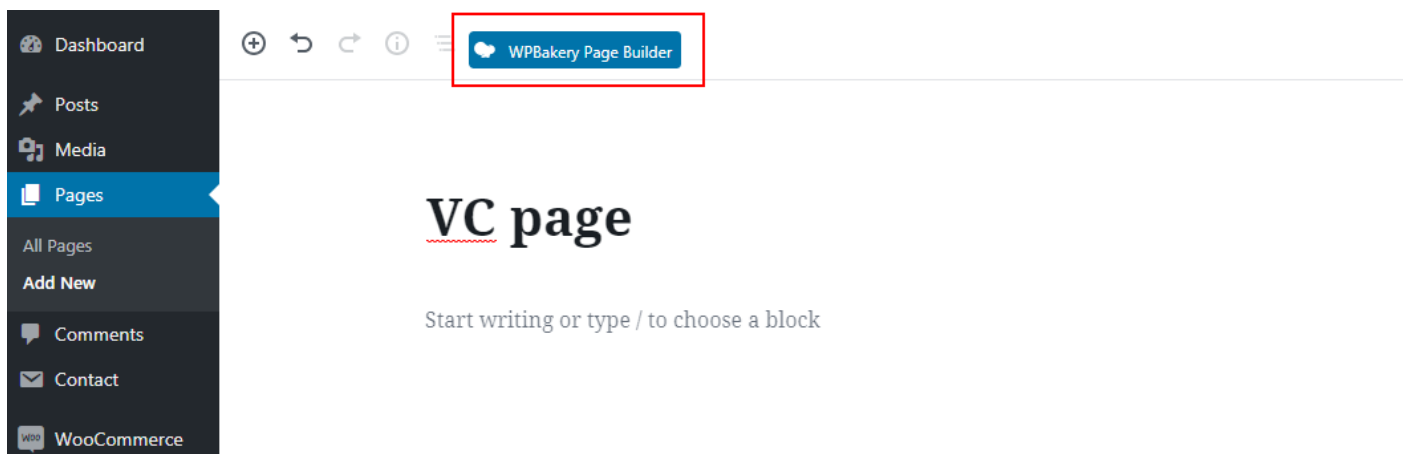 Dashboard
WPBakery Page Builder
Posts
Media
Pages
All Pages
Add New
Comments
Contact
WOO WooCommerce
VC page
Start writing or type / to choose a block